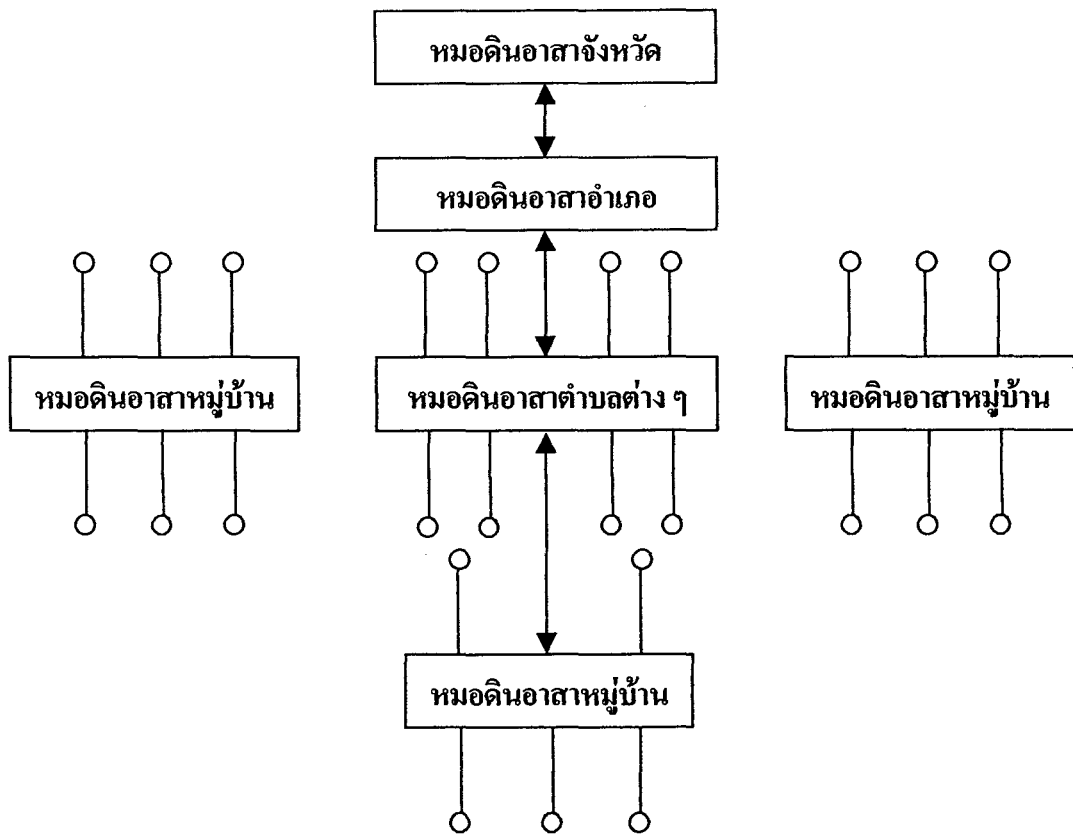 หมอดินอาสาจังหวัด
หมอดินอาสาอำเภอ
หมอดินอาสาหมู่บ้าน
หมอดินอาสาตำบลต่าง ๆ
หมอดินอาสาหมู่บ้าน
หมอดินอาสาหมู่บ้าน